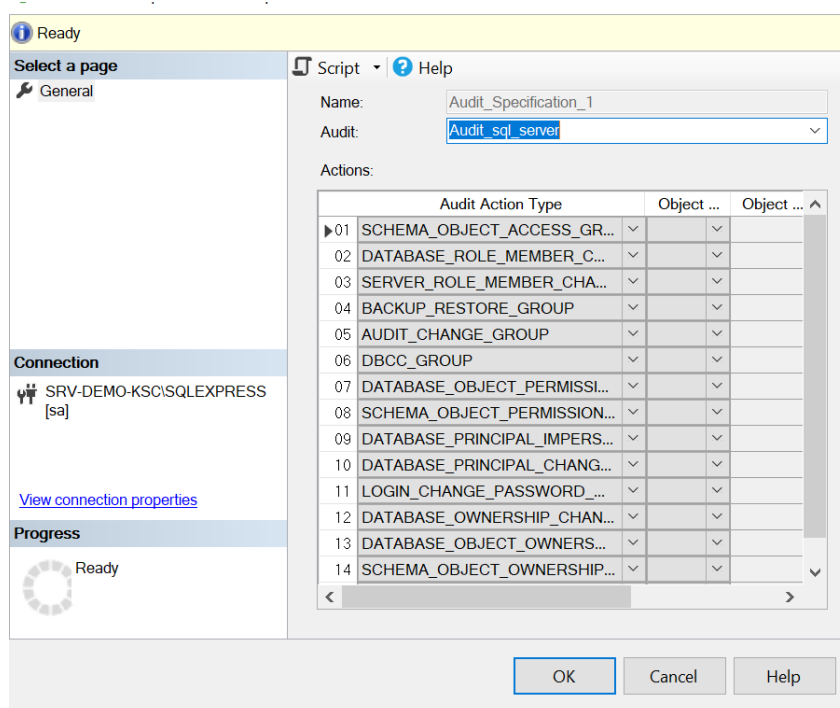 Ready
Select a page
General
Script
Help
Name:
Audit_Specification_1
Audit:
Audit_sql_server
Actions:
Audit Action Type
Object ...
Object ...
01 SCHEMA_OBJECT_ACCESS_GR...
02 DATABASE_ROLE_MEMBER_C...
03 SERVER_ROLE_MEMBER_CHA...
04 BACKUP_RESTORE_GROUP
05 AUDIT_CHANGE_GROUP
06 DBCC_GROUP
07 DATABASE_OBJECT_PERMISSI...
08 SCHEMA_OBJECT_PERMISSION...
09 DATABASE_PRINCIPAL_IMPERS...
10 DATABASE_PRINCIPAL_CHANG...
11 LOGIN_CHANGE_PASSWORD_...
12 DATABASE_OWNERSHIP_CHAN...
13 DATABASE_OBJECT_OWNERS...
14 SCHEMA_OBJECT_OWNERSHIP...
Connection
SRV-DEMO-KSC\SQLEXPRESS
[sa]
View connection properties
Progress
Ready
OK
Cancel
Help